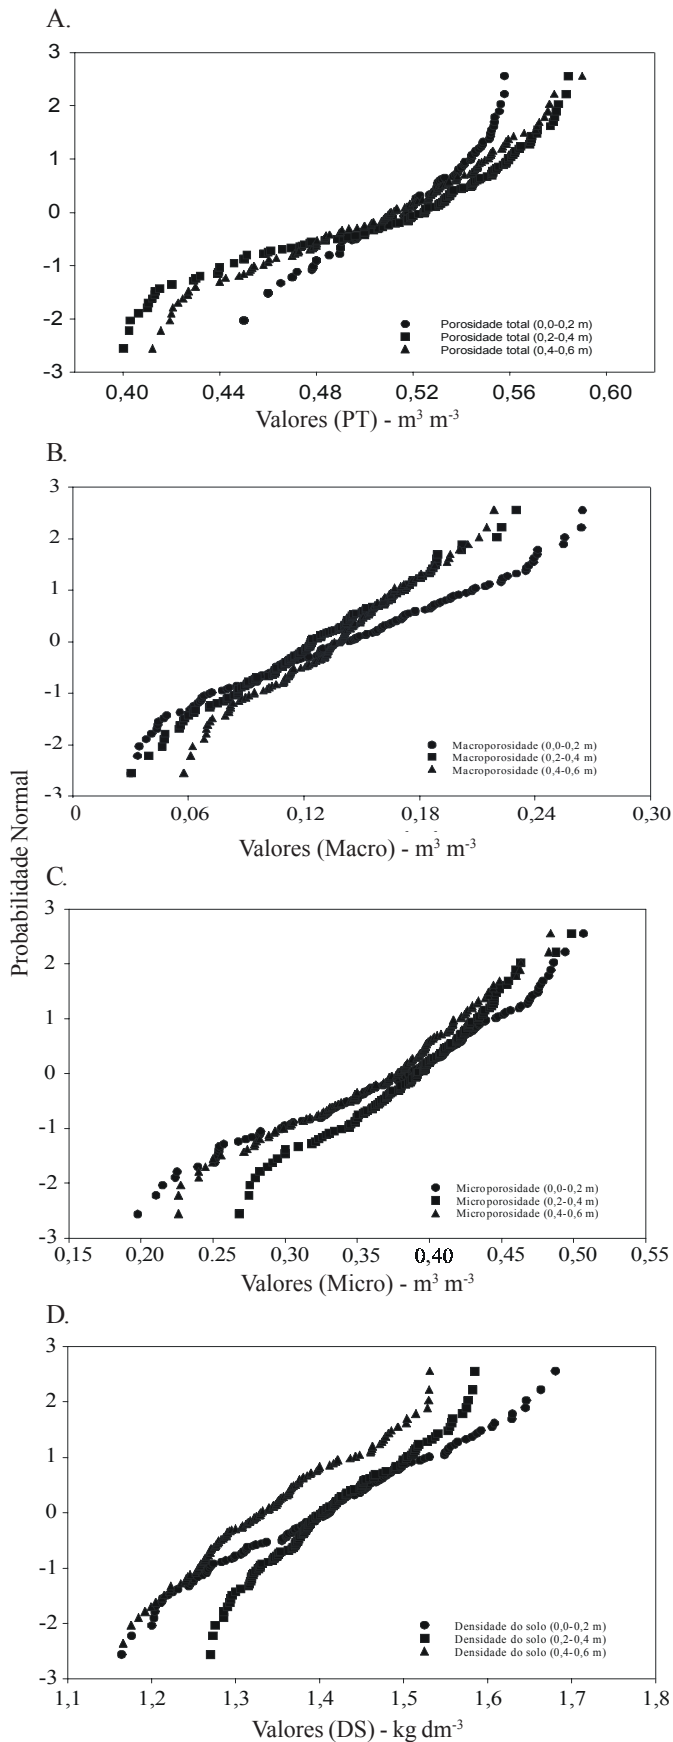 A.
3
2
1
0
-1
-2
-3
Porosidade total (0,0-0,2 m)
Porosidade total (0,2-0,4 m)
Porosidade total (0,4-0,6 m)
0,40 0,44 0,48 0,52 0,56 0,60
Valores (PT) - m³ m⁻³
B.
3
2
1
0
-1
-2
-3
Macroporosidade (0,0-0,2 m)
Macroporosidade (0,2-0,4 m)
Macroporosidade (0,4-0,6 m)
0 0,06 0,12 0,18 0,24 0,30
Valores (Macro) - m³ m⁻³
Probabilidade Normal
C.
3
2
1
0
-1
-2
-3
Microporosidade (0,0-0,2 m)
Microporosidade (0,2-0,4 m)
Microporosidade (0,4-0,6 m)
0,15 0,20 0,25 0,30 0,35 0,40 0,45 0,50 0,55
Valores (Micro) - m³ m⁻³
D.
3
2
1
0
-1
-2
-3
Densidade do solo (0,0-0,2 m)
Densidade do solo (0,2-0,4 m)
Densidade do solo (0,4-0,6 m)
1,1 1,2 1,3 1,4 1,5 1,6 1,7 1,8
Valores (DS) - kg dm⁻³